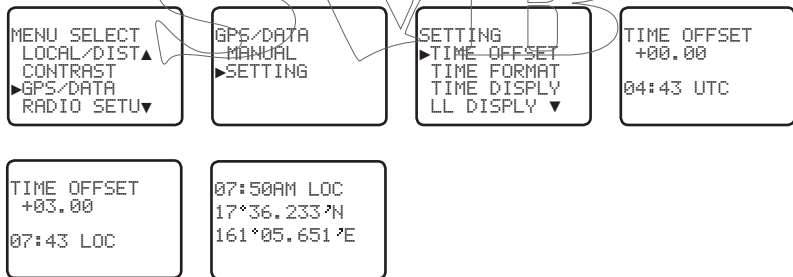 MENU SELECT
LOCAL/DIST▲
CONTRAST
►GPS/DATA
RADIO SETU▼
GPS/DATA
MANUAL
►SETTING
SETTING
►TIME OFFSET
TIME FORMAT
TIME DISPLY
LL DISPLY ▼
TIME OFFSET
+00.00
04:43 UTC
TIME OFFSET
+03.00
07:43 LOC
07:50AM LOC
17°36.233'N
161°05.651'E